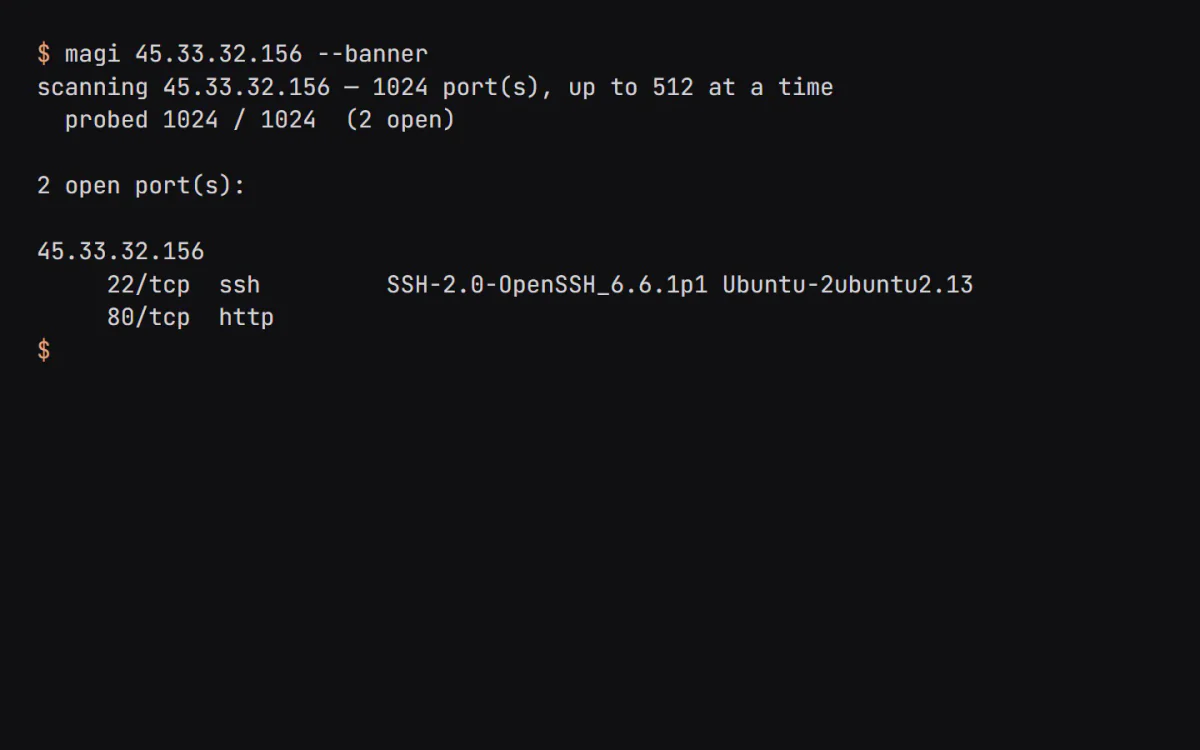 $ magi 45.33.32.156 --banner
scanning 45.33.32.156 — 1024 port(s), up to 512 at a time
  probed 1024 / 1024  (2 open)
2 open port(s):
45.33.32.156
     22/tcp  ssh         SSH-2.0-OpenSSH_6.6.1p1 Ubuntu-2ubuntu2.13
     80/tcp  http
$